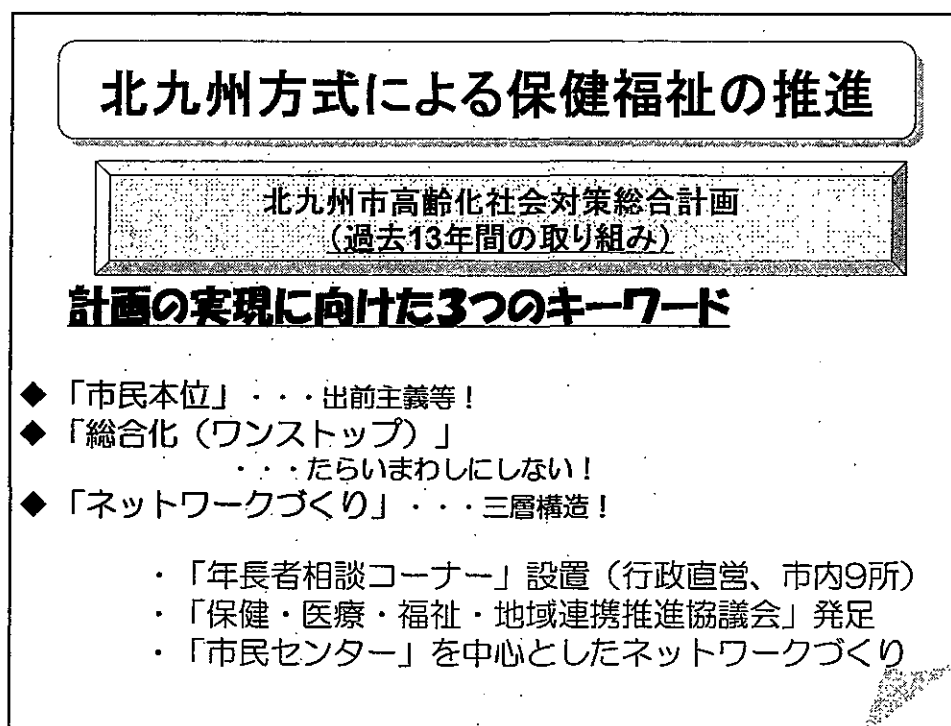 北九州方式による保健福祉の推進
北九州市高齢化社会対策総合計画
(過去13年間の取り組み)
計画の実現に向けた3つのキーワード
◆「市民本位」・・・出前主義等!
◆「総合化(ワンストップ)」
・・・たらいまわしにしない!
◆「ネットワークづくり」・・・三層構造!
・「年長者相談コーナー」設置(行政直営、市内9所)
・「保健・医療・福祉・地域連携推進協議会」発足
・「市民センター」を中心としたネットワークづくり